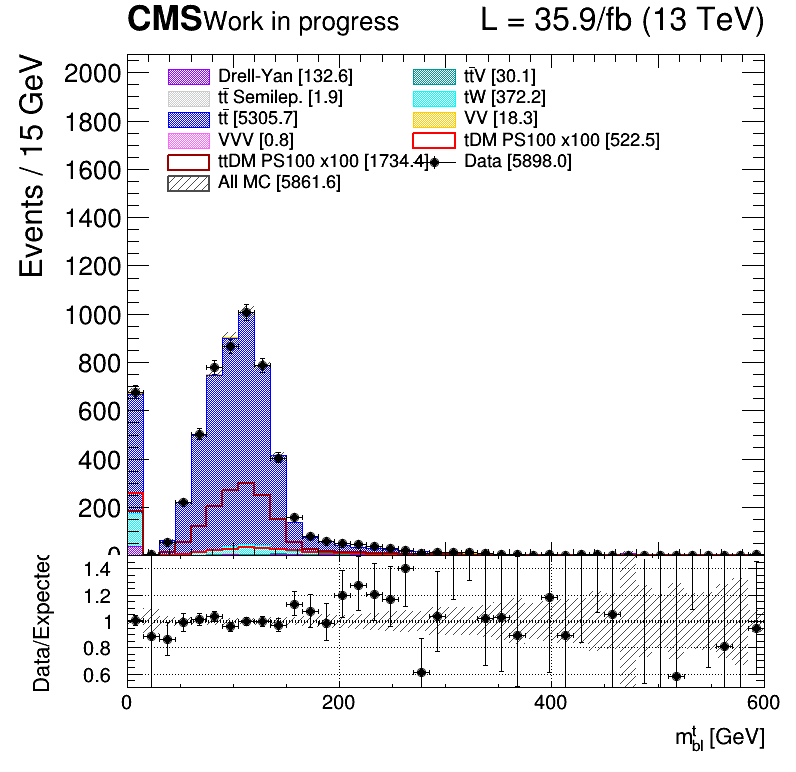 CMS Work in progress L = 35.9/fb (13 TeV)
Events / 15 GeV
2000
1800
1600
1400
1200
1000
800
600
400
200
0
Drell-Yan [132.6] tt̄V [30.1]
tt̄ Semilep. [1.9] tW [372.2]
tt̄ [5305.7] VV [18.3]
VVV [0.8] tDM PS100 x100 [522.5]
ttDM PS100 x100 [1734.4] Data [5898.0]
All MC [5861.6]
Data/Expected
1.4
1.2
1
0.8
0.6
0 200 400 600
m^t_bl [GeV]